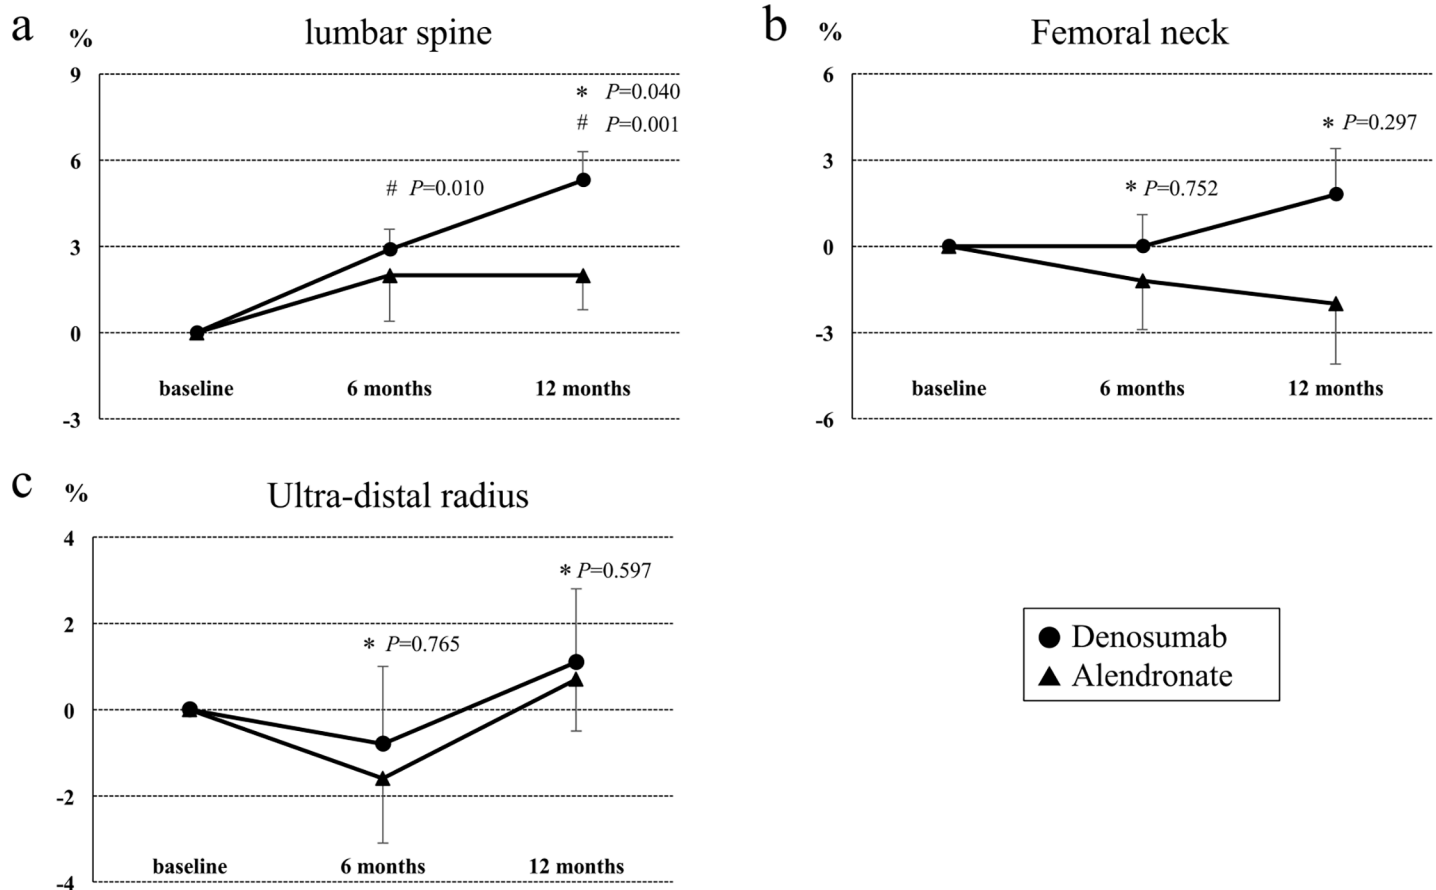 a
%
lumbar spine
9
* P=0.040
# P=0.001
6
# P=0.010
3
0
baseline
6 months
12 months
-3
b
%
Femoral neck
6
* P=0.297
3
* P=0.752
0
-3
baseline
6 months
12 months
-6
c
%
Ultra-distal radius
4
* P=0.597
2
* P=0.765
0
-2
baseline
6 months
12 months
-4
Denosumab
Alendronate